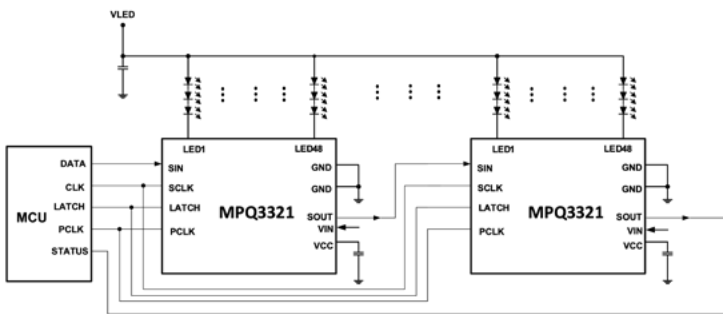 VLED
LED1
LED48
LED1
LED48
MCU
DATA
CLK
LATCH
PCLK
STATUS
SIN
SCLK
LATCH
PCLK
MPQ3321
GND
GND
SOUT
VIN
VCC
SIN
SCLK
LATCH
PCLK
MPQ3321
GND
GND
SOUT
VIN
VCC